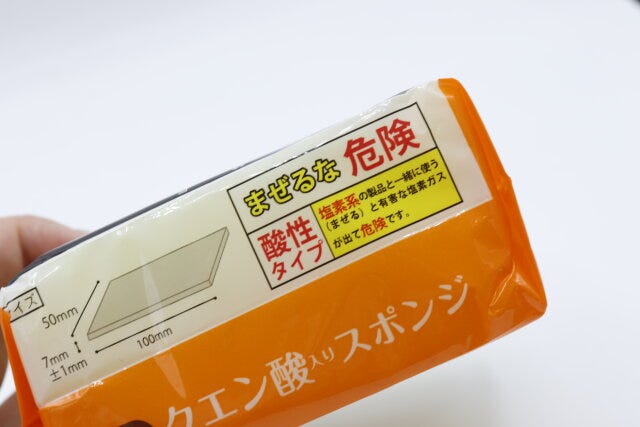 まぜるな 危険
酸性
タイプ
塩素系の製品と一緒に使う
(まぜる)と有害な塩素ガス
が出て危険です。
イズ
50mm
7mm
±1mm
100mm
クエン酸入りスポンジ